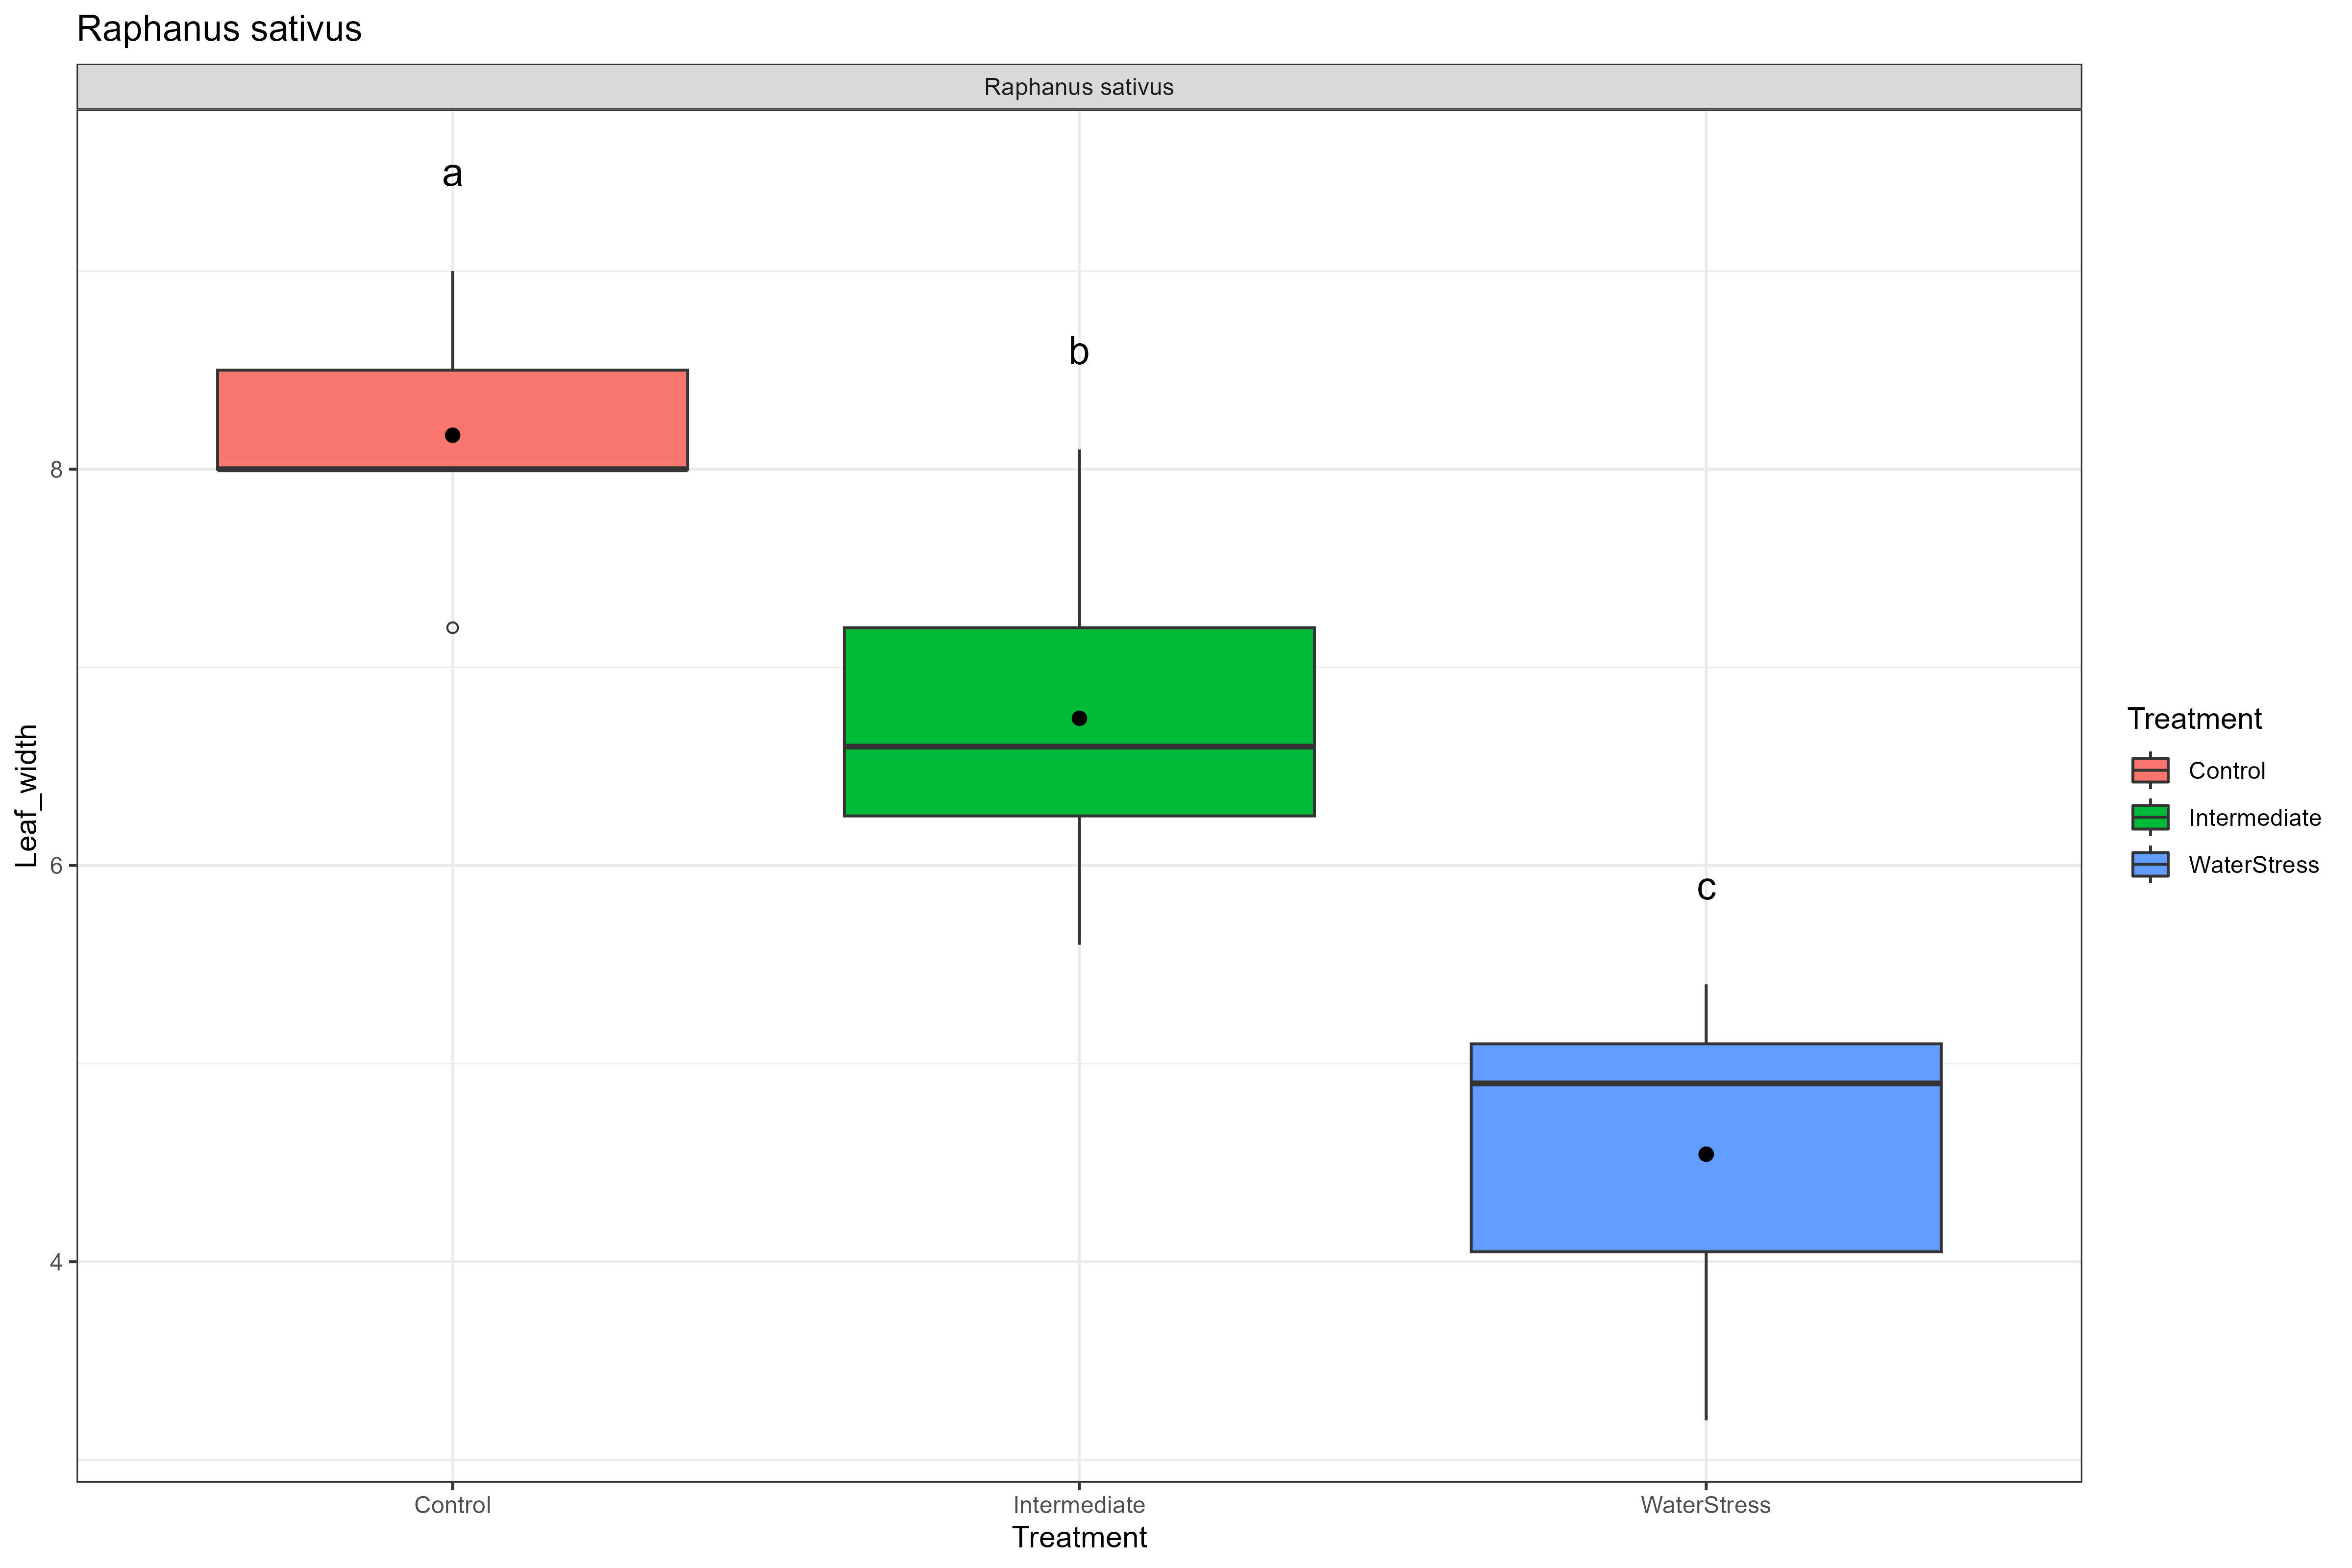 Raphanus sativus
Raphanus sativus
a
b
c
8
6
4
Leaf_width
Control
Intermediate
WaterStress
Treatment
Treatment
Control
Intermediate
WaterStress